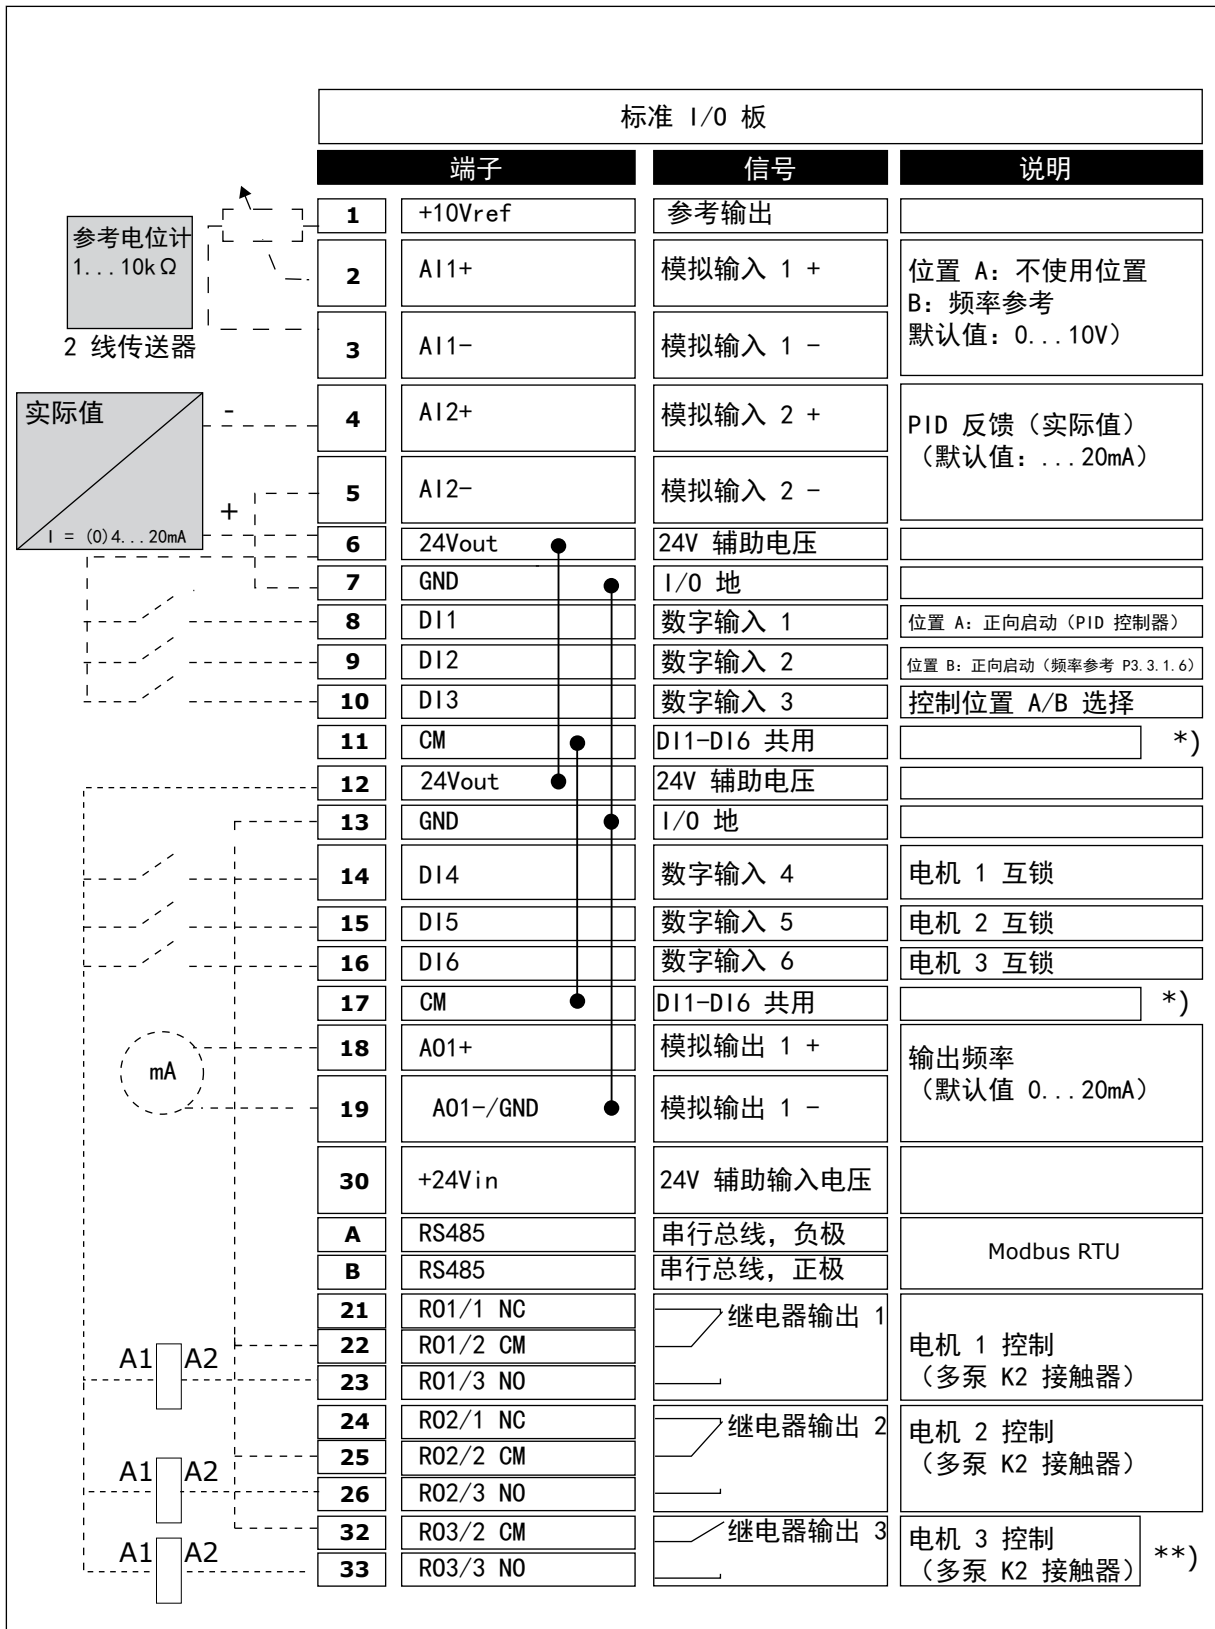 标准 I/O 板
端子 信号 说明
参考电位计
1...10kΩ
2 线传送器
1 +10Vref 参考输出
2 AI1+ 模拟输入 1 +
3 AI1- 模拟输入 1 -
位置 A：不使用位置
B：频率参考
默认值：0...10V）
实际值
I = (0)4...20mA
-
+
4 AI2+ 模拟输入 2 +
5 AI2- 模拟输入 2 -
PID 反馈（实际值）
（默认值：...20mA）
6 24Vout 24V 辅助电压
7 GND I/O 地
8 DI1 数字输入 1 位置 A：正向启动（PID 控制器）
9 DI2 数字输入 2 位置 B：正向启动（频率参考 P3.3.1.6）
10 DI3 数字输入 3 控制位置 A/B 选择
11 CM DI1-DI6 共用 *)
12 24Vout 24V 辅助电压
13 GND I/O 地
14 DI4 数字输入 4 电机 1 互锁
15 DI5 数字输入 5 电机 2 互锁
16 DI6 数字输入 6 电机 3 互锁
17 CM DI1-DI6 共用 *)
mA
18 AO1+ 模拟输出 1 +
19 AO1-/GND 模拟输出 1 -
输出频率
（默认值 0...20mA）
30 +24Vin 24V 辅助输入电压
A RS485 串行总线，负极
B RS485 串行总线，正极
Modbus RTU
21 RO1/1 NC 继电器输出 1
22 RO1/2 CM
23 RO1/3 NO
A1 A2
电机 1 控制
（多泵 K2 接触器）
24 RO2/1 NC 继电器输出 2
25 RO2/2 CM
26 RO2/3 NO
A1 A2
电机 2 控制
（多泵 K2 接触器）
32 RO3/2 CM 继电器输出 3
33 RO3/3 NO
A1 A2
电机 3 控制
（多泵 K2 接触器） **)